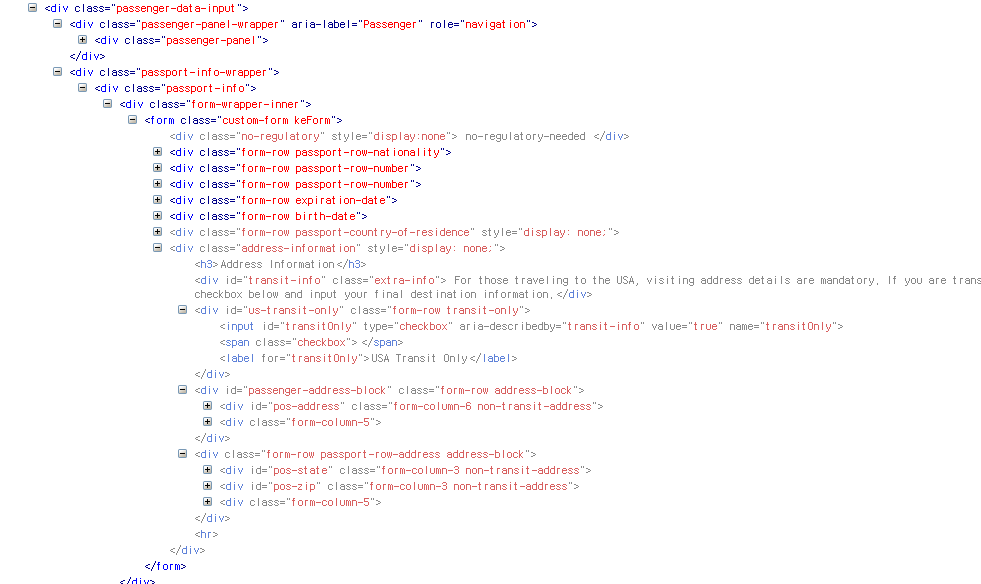 <div class="passenger-data-input">
<div class="passenger-panel-wrapper" aria-label="Passenger" role="navigation">
<div class="passenger-panel">
</div>
<div class="passport-info-wrapper">
<div class="passport-info">
<div class="form-wrapper-inner">
<form class="custom-form keForm">
<div class="no-regulatory" style="display:none"> no-regulatory-needed </div>
<div class="form-row passport-row-nationality">
<div class="form-row passport-row-number">
<div class="form-row passport-row-number">
<div class="form-row expiration-date">
<div class="form-row birth-date">
<div class="form-row passport-country-of-residence" style="display: none;">
<div class="address-information" style="display: none;">
<h3>Address Information</h3>
<div id="transit-info" class="extra-info"> For those traveling to the USA, visiting address details are mandatory. If you are trans
checkbox below and input your final destination information.</div>
<div id="us-transit-only" class="form-row transit-only">
<input id="transitOnly" type="checkbox" aria-describedby="transit-info" value="true" name="transitOnly">
<span class="checkbox"> </span>
<label for="transitOnly">USA Transit Only</label>
</div>
<div id="passenger-address-block" class="form-row address-block">
<div id="pos-address" class="form-column-6 non-transit-address">
<div class="form-column-5">
</div>
<div class="form-row passport-row-address address-block">
<div id="pos-state" class="form-column-3 non-transit-address">
<div id="pos-zip" class="form-column-3 non-transit-address">
<div class="form-column-5">
</div>
<hr>
</div>
</form>
</div>